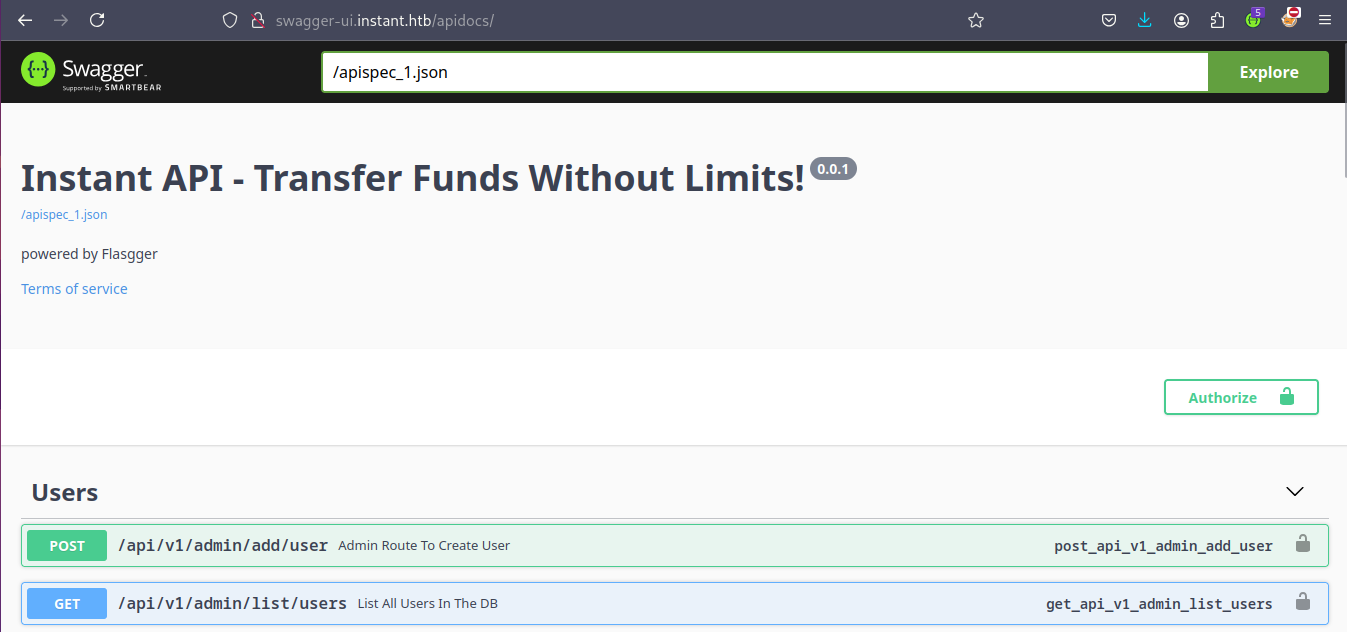 swagger-ui.instant.htb/apidocs/
5
{...} Swagger
Supported by SMARTBEAR
/apispec_1.json
Explore
Instant API - Transfer Funds Without Limits! 0.0.1
/apispec_1.json
powered by Flasgger
Terms of service
Authorize
Users
POST /api/v1/admin/add/user Admin Route To Create User post_api_v1_admin_add_user
GET /api/v1/admin/list/users List All Users In The DB get_api_v1_admin_list_users